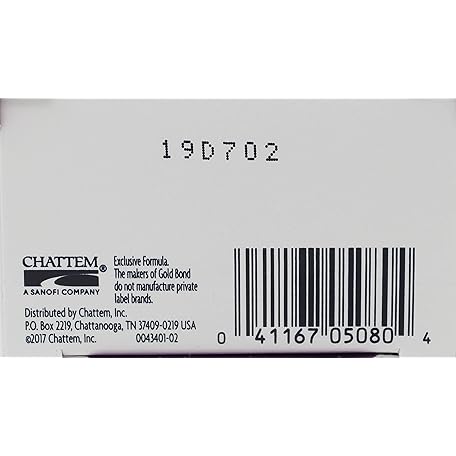 19D702
CHATTEM®
A SANOFI COMPANY
Exclusive Formula.
The makers of Gold Bond
do not manufacture private
label brands.
Distributed by Chattem, Inc.
P.O. Box 2219, Chattanooga, TN 37409-0219 USA
©2017 Chattem, Inc. 0043401-02
0 41167 05080 4